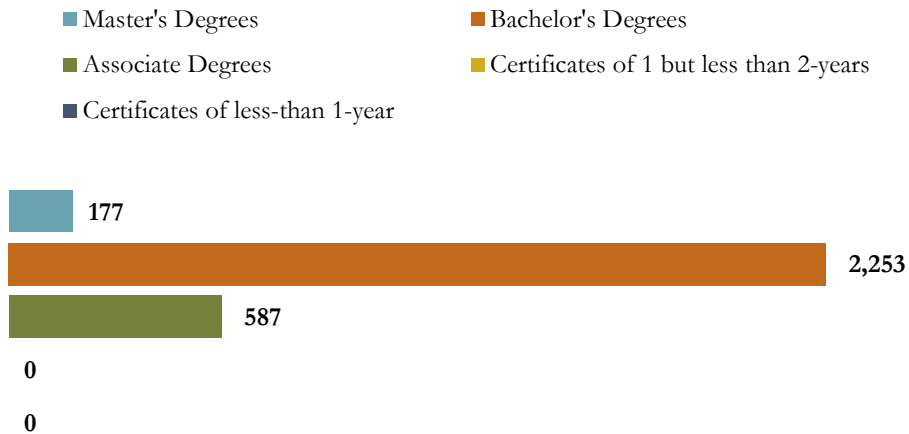 Master's Degrees Bachelor's Degrees
Associate Degrees Certificates of 1 but less than 2-years
Certificates of less-than 1-year
177
2,253
587
0
0